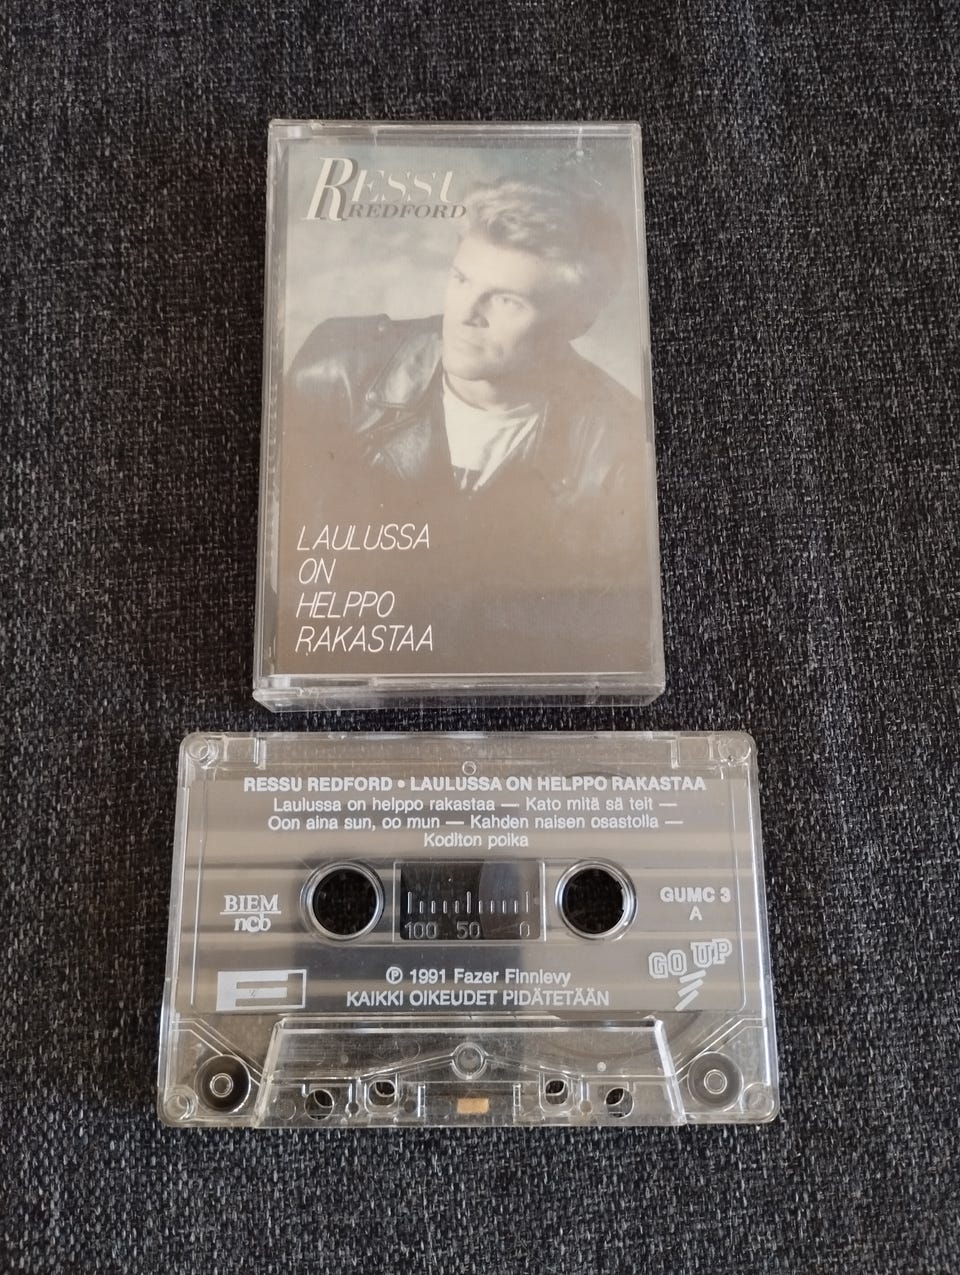 RESSU
REDFORD
LAULUSSA
ON
HELPPO
RAKASTAA
RESSU REDFORD • LAULUSSA ON HELPPO RAKASTAA
Laulussa on helppo rakastaa — Kato mitä sä teit —
Oon aina sun, oo mun — Kahden naisen osastolla —
Koditon poika
BIEM
ncb
GUMC 3
A
100 50 0
GO UP
F
℗ 1991 Fazer Finnlevy
KAIKKI OIKEUDET PIDÄTETÄÄN